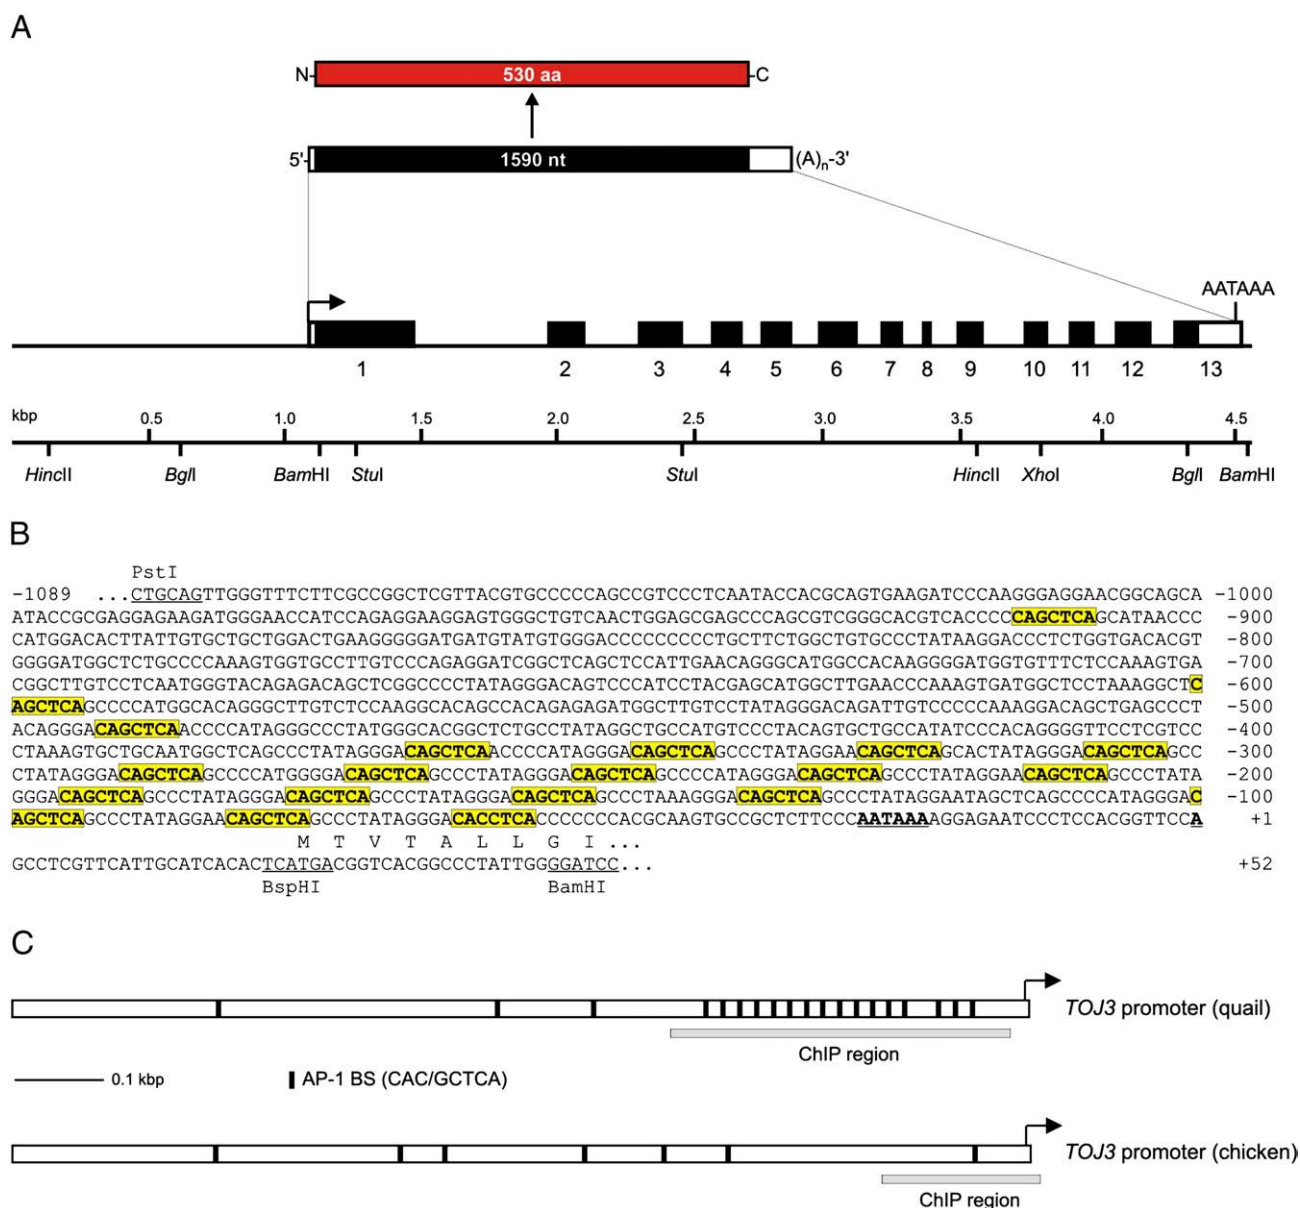 A
N- 530 aa -C
5'- 1590 nt (A)n-3'
AATAAA
1 2 3 4 5 6 7 8 9 10 11 12 13
kbp 0.5 1.0 1.5 2.0 2.5 3.0 3.5 4.0 4.5
HincII BglI BamHI StuI StuI HincII XhoI BglI BamHI
B
PstI
-1089 ...CTGCAGTTGGGTTTCTTCGCCGGCTCGTTACGTGCCCCCAGCCGTCCCTCAATACCACGCAGTGAAGATCCCAAGGGAGGAACGGCAGCA -1000
ATACCGCGAGGAGAAGATGGGAACCATCCAGAGGAAGGAGTGGGCTGTCAACTGGAGCGAGCCCAGCGTCGGGCACGTCACCCCCAGCTCAGCATAACCC -900
CATGGACACTTATTGTGCTGCTGGACTGAAGGGGGATGATGTATGTGGGACCCCCCCCCTGCTTCTGGCTGTGCCCTATAAGGACCCTCTGGTGACACGT -800
GGGGATGGCTCTGCCCCAAAGTGGTGCCTTGTCCCAGAGGATCGGCTCAGCTCCATTGAACAGGGCATGGCCACAAGGGGATGGTGTTTCTCCAAAGTGA -700
CGGCTTGTCCTCAATGGGTACAGAGACAGCTCGGCCCCTATAGGGACAGTCCCATCCTACGAGCATGGCTTGAACCCAAAGTGATGGCTCCTAAAGGCTC -600
AGCTCAGCCCCATGGCACAGGGCTTGTCTCCAAGGCACAGCCACAGAGAGATGGCTTGTCCTATAGGGACAGATTGTCCCCCAAGGACAGCTGAGCCCT -500
ACAGGGACAGCTCAACCCCATAGGGCCCTATGGGCACGGCTCTGCCTATAGGCTGCCATGTCCCTACAGTGCTGCCATATCCCACAGGGGTTCCTCGTCC -400
CTAAAGTGCTGCAATGGCTCAGCCCTATAGGGACAGCTCAACCCCATAGGGACAGCTCAGCCCTATAGGAACAGCTCAGCACTATAGGGACAGCTCAGCC -300
CTATAGGGACAGCTCAGCCCCATGGGGACAGCTCAGCCCTATAGGGACAGCTCAGCCCCATAGGGACAGCTCAGCCCTATAGGAACAGCTCAGCCCTATA -200
GGGACAGCTCAGCCCTATAGGGACAGCTCAGCCCTATAGGGACAGCTCAGCCCTAAAGGGACAGCTCAGCCCTATAGGAATAGCTCAGCCCCATAGGGAC -100
AGCTCAGCCCTATAGGAACAGCTCAGCCCTATAGGGACACCTCACCCCCCCACGCAAGTGCCGCTCTTCCCAATAAAAGGAGAATCCCTCCACGGTTCCA +1
M T V T A L L G I ...
GCCTCGTTCATTGCATCACACTCATGACGGTCACGGCCCTATTGGGGATCC... +52
BspHI BamHI
C
TOJ3 promoter (quail)
ChIP region
0.1 kbp AP-1 BS (CAC/GCTCA)
TOJ3 promoter (chicken)
ChIP region